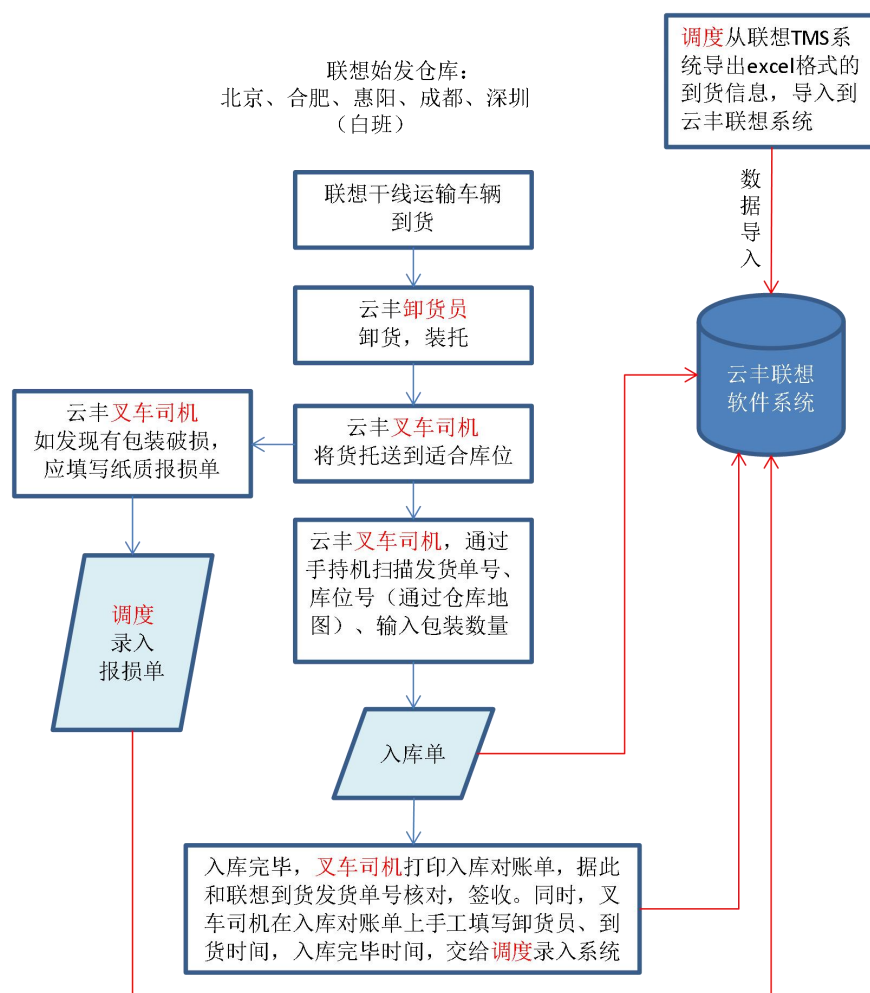 联想始发仓库：
北京、合肥、惠阳、成都、深圳
（白班）
调度从联想TMS系
统导出excel格式的
到货信息，导入到
云丰联想系统
数
据
导
入
联想干线运输车辆
到货
云丰卸货员
卸货，装托
云丰联想
软件系统
云丰叉车司机
如发现有包装破损，
应填写纸质报损单
云丰叉车司机
将货托送到适合库位
云丰叉车司机，通过
手持机扫描发货单号、
库位号（通过仓库地
图）、输入包装数量
调度
录入
报损单
入库单
入库完毕，叉车司机打印入库对账单，据此
和联想到货发货单号核对，签收。同时，叉
车司机在入库对账单上手工填写卸货员、到
货时间，入库完毕时间，交给调度录入系统